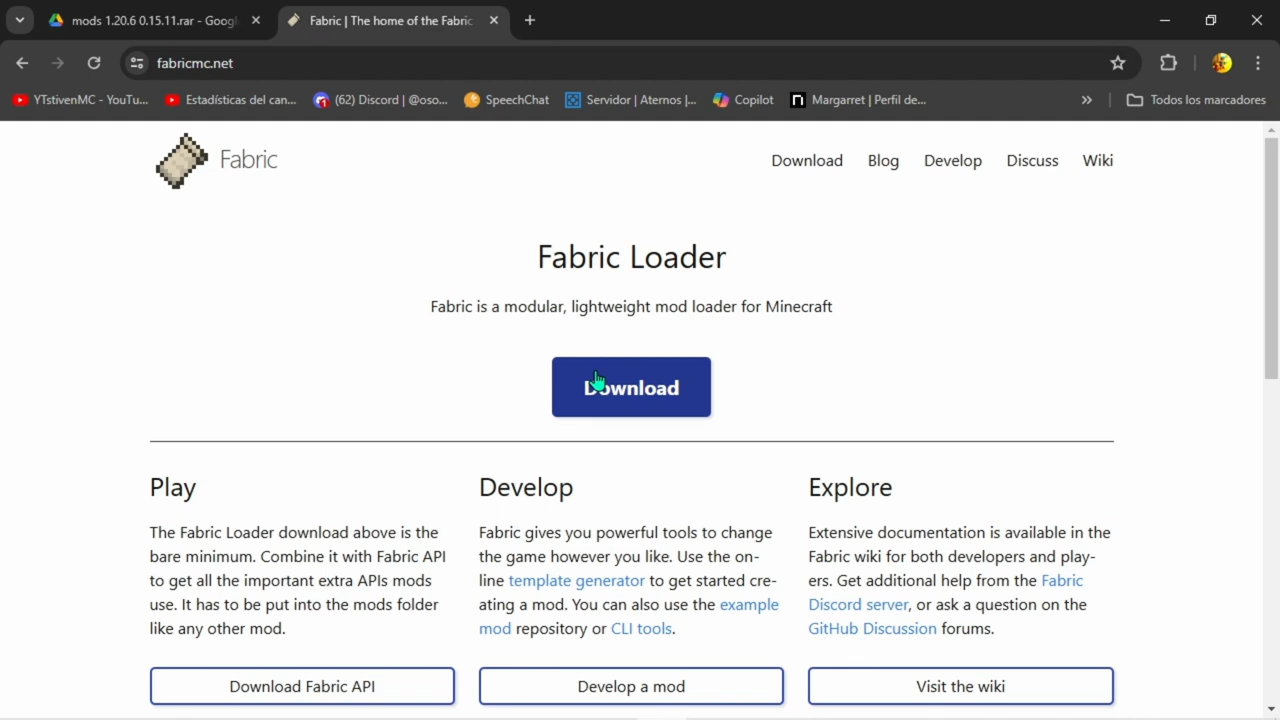 mods 1.20.6 0.15.11.rar - Googl
Fabric | The home of the Fabric
fabricmc.net
YTstivenMC - YouTu...
Estadísticas del can...
(62) Discord | @oso...
SpeechChat
Servidor | Aternos |...
Copilot
Margarret | Perfil de...
»
Todos los marcadores
Fabric
Download
Blog
Develop
Discuss
Wiki
Fabric Loader
Fabric is a modular, lightweight mod loader for Minecraft
Download
Play
The Fabric Loader download above is the
bare minimum. Combine it with Fabric API
to get all the important extra APIs mods
use. It has to be put into the mods folder
like any other mod.
Download Fabric API
Develop
Fabric gives you powerful tools to change
the game however you like. Use the on-
line template generator to get started cre-
ating a mod. You can also use the example
mod repository or CLI tools.
Develop a mod
Explore
Extensive documentation is available in the
Fabric wiki for both developers and play-
ers. Get additional help from the Fabric
Discord server, or ask a question on the
GitHub Discussion forums.
Visit the wiki